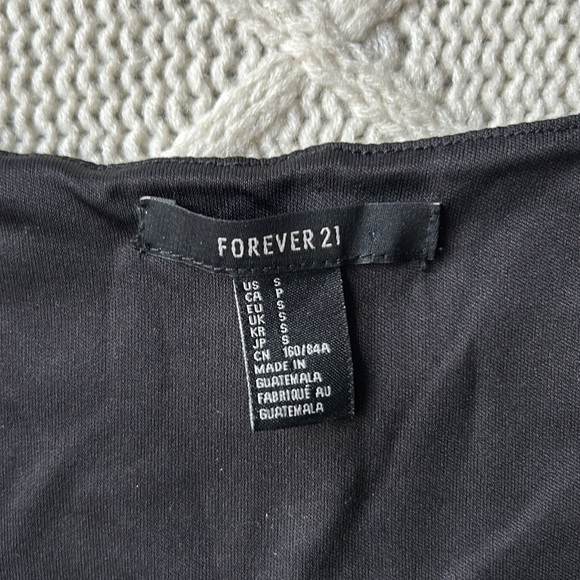 FOREVER 21
US S
CA P
EU S
UK S
KR S
JP S
CN 160/84A
MADE IN
GUATEMALA
FABRIQUÉ AU
GUATEMALA